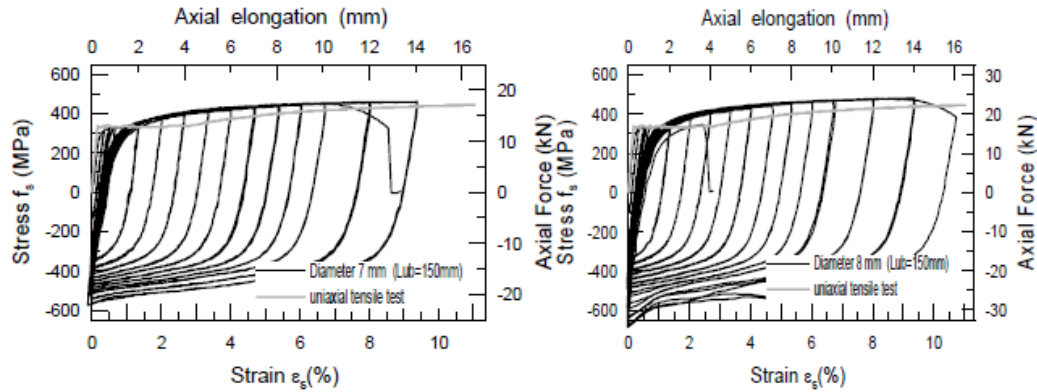 Axial elongation (mm)
0 2 4 6 8 10 12 14 16
600
400
200
0
-200
-400
-600
Stress fs (MPa)
20
10
0
-10
-20
Axial Force (kN)
Diameter 7 mm (Lub=150mm)
uniaxial tensile test
0 2 4 6 8 10
Strain εs(%)
Axial elongation (mm)
0 2 4 6 8 10 12 14 16
600
400
200
0
-200
-400
-600
Stress fs (MPa)
30
20
10
0
-10
-20
-30
Axial Force (kN)
Diameter 8 mm (Lub=150mm)
uniaxial tensile test
0 2 4 6 8 10
Strain εs(%)